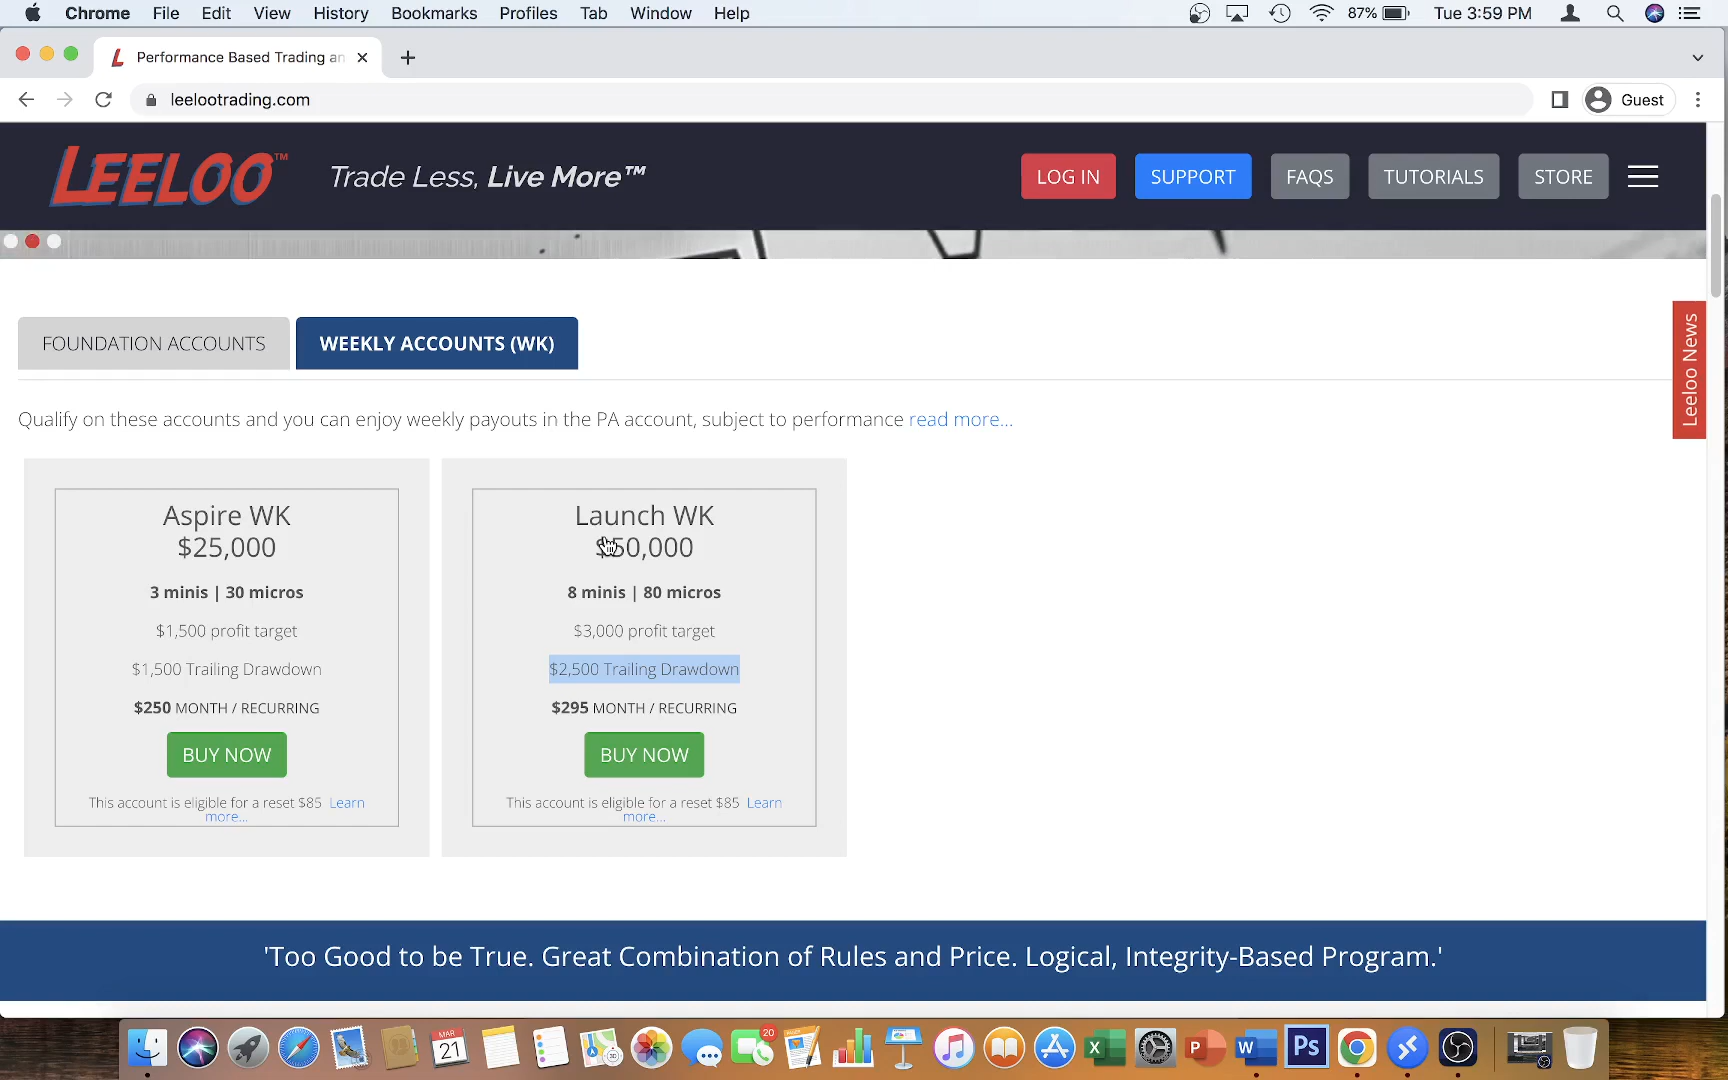 Chrome File Edit View History Bookmarks Profiles Tab Window Help 87% Tue 3:59 PM
Performance Based Trading an
leelootrading.com Guest
LEELOO™ Trade Less, Live More™ LOG IN SUPPORT FAQS TUTORIALS STORE
Leeloo News
FOUNDATION ACCOUNTS WEEKLY ACCOUNTS (WK)
Qualify on these accounts and you can enjoy weekly payouts in the PA account, subject to performance read more...
Aspire WK
$25,000
3 minis | 30 micros
$1,500 profit target
$1,500 Trailing Drawdown
$250 MONTH / RECURRING
BUY NOW
This account is eligible for a reset $85 Learn
more...
Launch WK
$50,000
8 minis | 80 micros
$3,000 profit target
$2,500 Trailing Drawdown
$295 MONTH / RECURRING
BUY NOW
This account is eligible for a reset $85 Learn
more...
'Too Good to be True. Great Combination of Rules and Price. Logical, Integrity-Based Program.'
MAR
21
20
3D
X
P
W
Ps